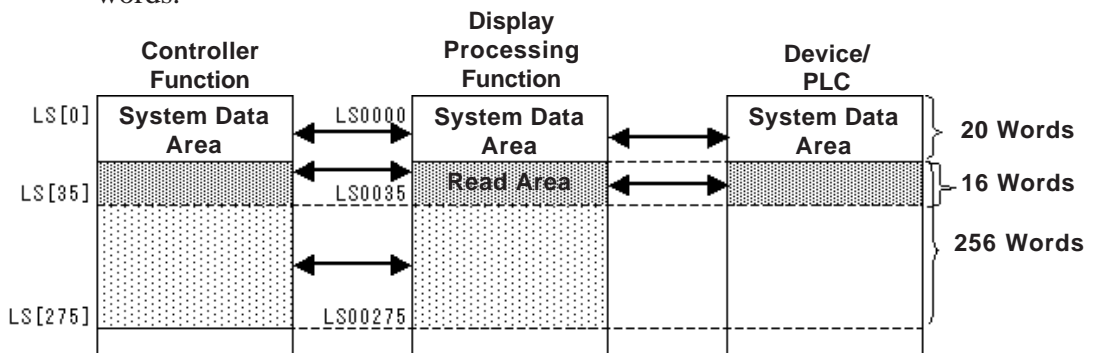 words.
Controller
Function
Display
Processing
Function
Device/
PLC
LS[0]
System Data
Area
LS0000
System Data
Area
System Data
Area
20 Words
LS[35]
LS0035
Read Area
16 Words
256 Words
LS[275]
LS00275